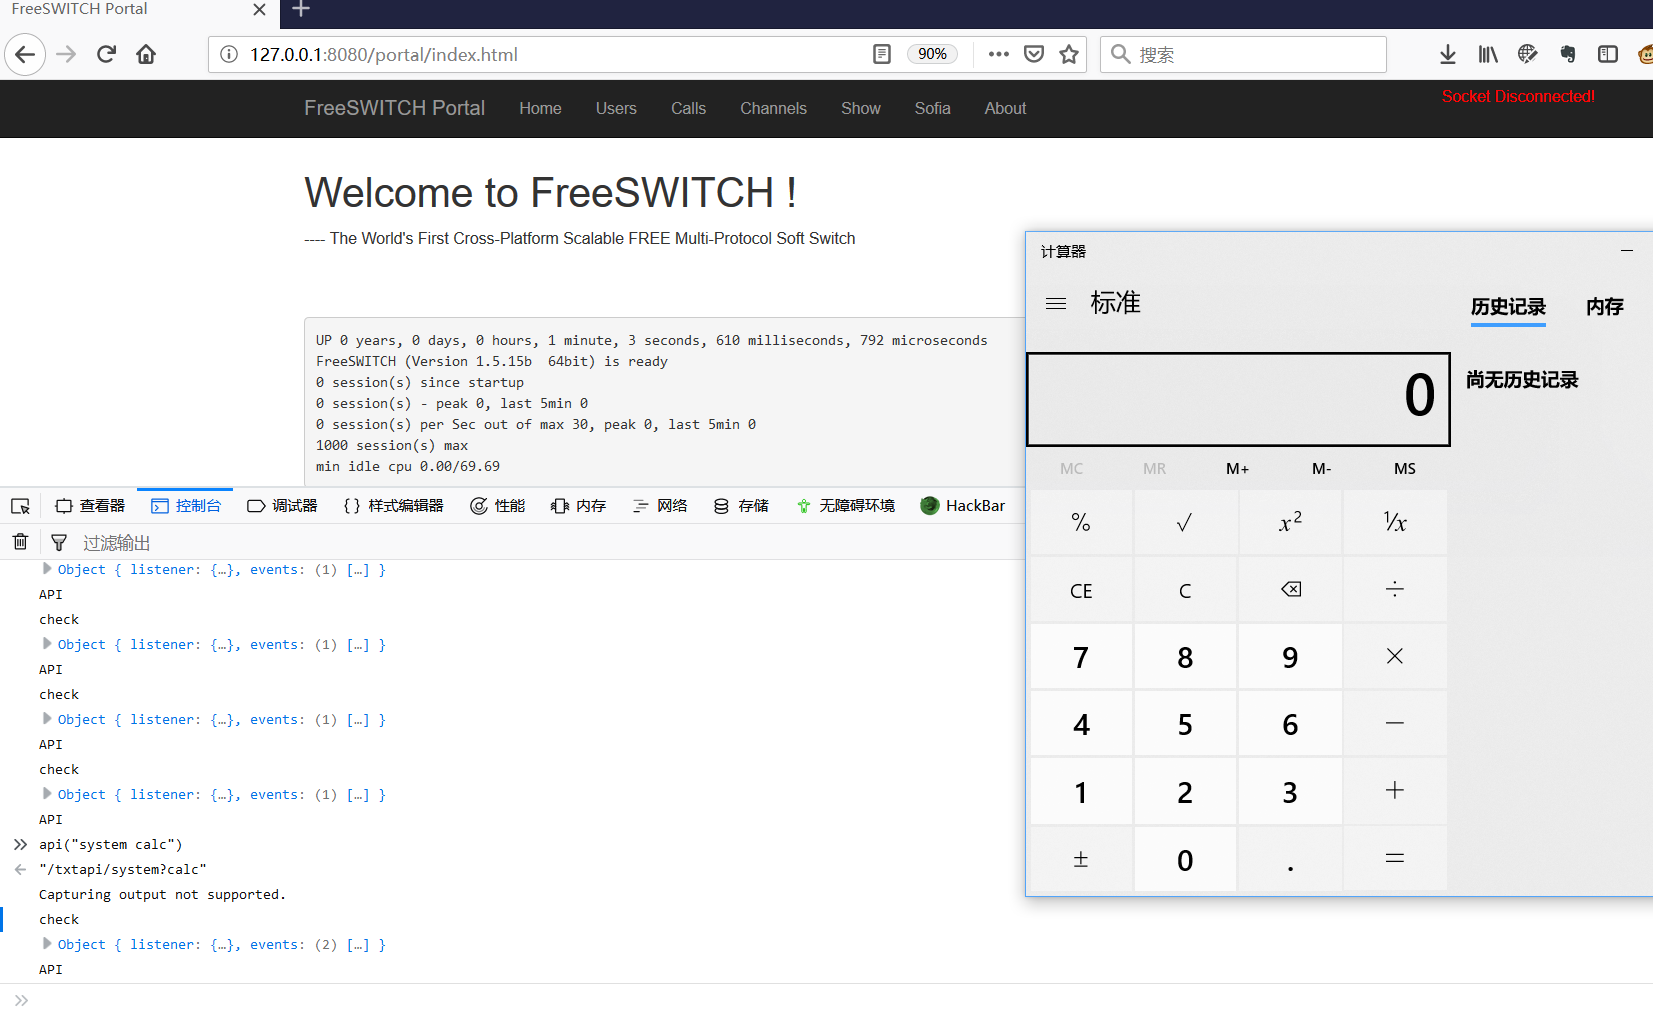 FreeSWITCH Portal
127.0.0.1:8080/portal/index.html
90%
搜索
FreeSWITCH Portal Home Users Calls Channels Show Sofia About
Socket Disconnected!
Welcome to FreeSWITCH !
---- The World's First Cross-Platform Scalable FREE Multi-Protocol Soft Switch
UP 0 years, 0 days, 0 hours, 1 minute, 3 seconds, 610 milliseconds, 792 microseconds
FreeSWITCH (Version 1.5.15b  64bit) is ready
0 session(s) since startup
0 session(s) - peak 0, last 5min 0
0 session(s) per Sec out of max 30, peak 0, last 5min 0
1000 session(s) max
min idle cpu 0.00/69.69
查看器 控制台 调试器 样式编辑器 性能 内存 网络 存储 无障碍环境 HackBar
过滤输出
Object { listener: {…}, events: (1) […] }
API
check
Object { listener: {…}, events: (1) […] }
API
check
Object { listener: {…}, events: (1) […] }
API
check
Object { listener: {…}, events: (1) […] }
API
api("system calc")
"/txtapi/system?calc"
Capturing output not supported.
check
Object { listener: {…}, events: (2) […] }
API
计算器
标准
历史记录 内存
0
尚无历史记录
MC MR M+ M- MS
% √ x² ¹/x
CE C ÷
7 8 9 ×
4 5 6 −
1 2 3 +
± 0 . =